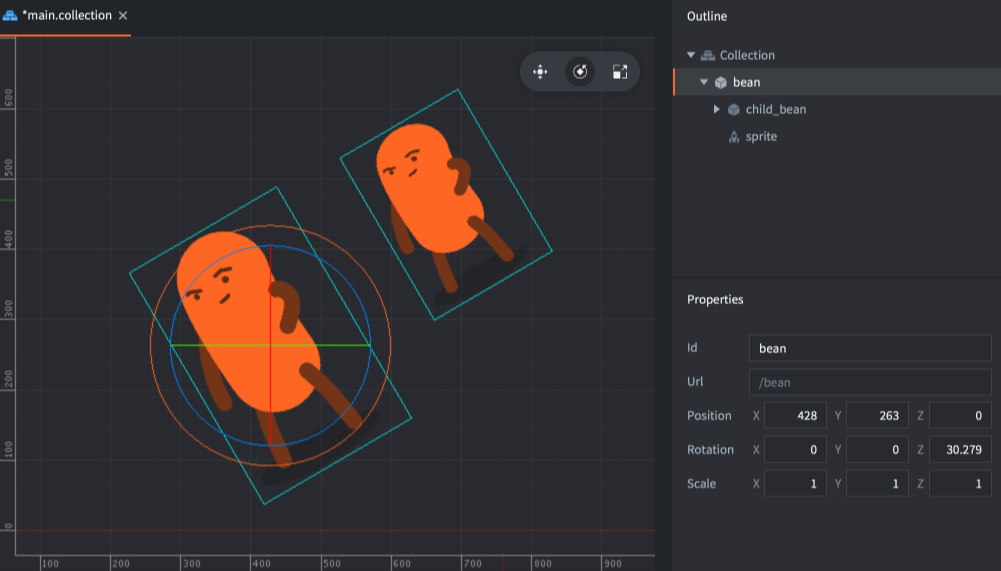 *main.collection
Outline
Collection
bean
child_bean
sprite
600
500
400
300
200
100
0
100 200 300 400 500 600 700 800 900
Properties
Id bean
Url /bean
Position X 428 Y 263 Z 0
Rotation X 0 Y 0 Z 30.279
Scale X 1 Y 1 Z 1